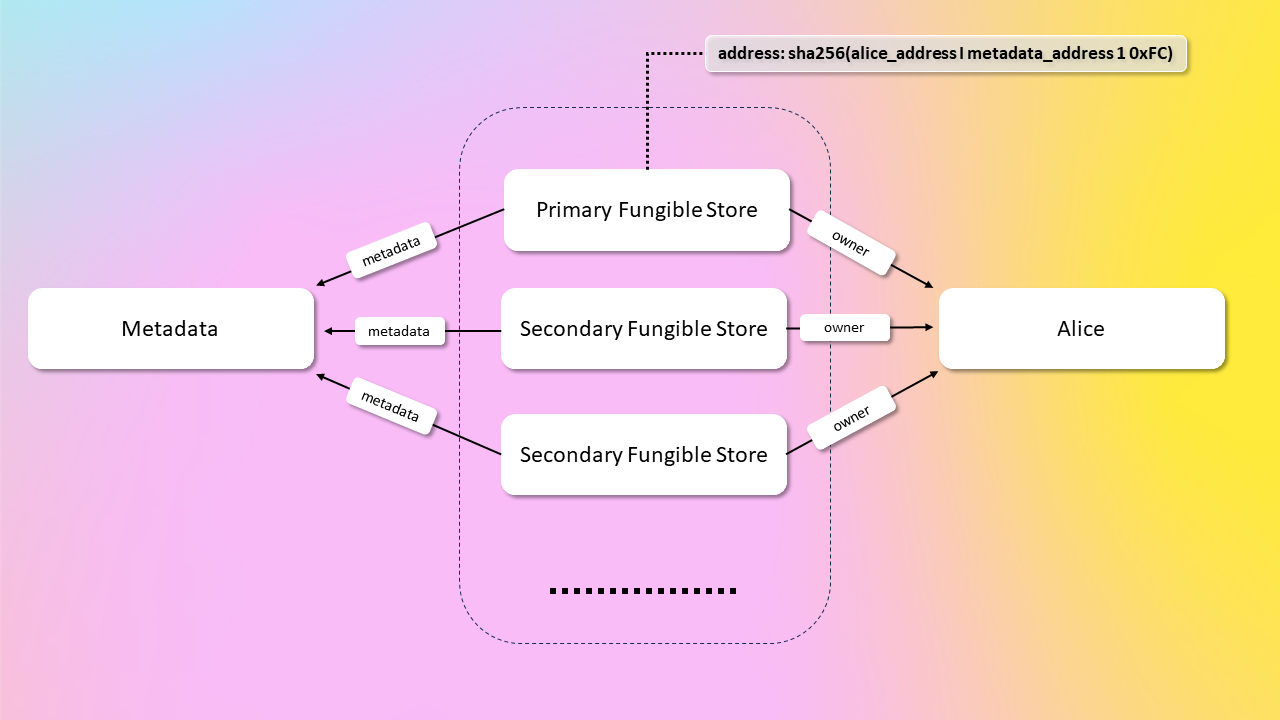 address: sha256(alice_address I metadata_address 1 0xFC)
Primary Fungible Store
metadata
owner
Metadata
metadata
Secondary Fungible Store
owner
Alice
metadata
Secondary Fungible Store
owner